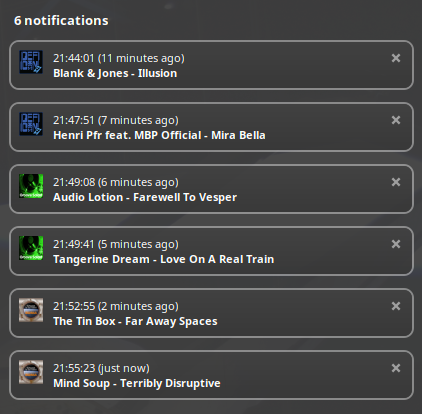 6 notifications
21:44:01 (11 minutes ago)
Blank & Jones - Illusion
21:47:51 (7 minutes ago)
Henri Pfr feat. MBP Official - Mira Bella
21:49:08 (6 minutes ago)
Audio Lotion - Farewell To Vesper
21:49:41 (5 minutes ago)
Tangerine Dream - Love On A Real Train
21:52:55 (2 minutes ago)
The Tin Box - Far Away Spaces
21:55:23 (just now)
Mind Soup - Terribly Disruptive